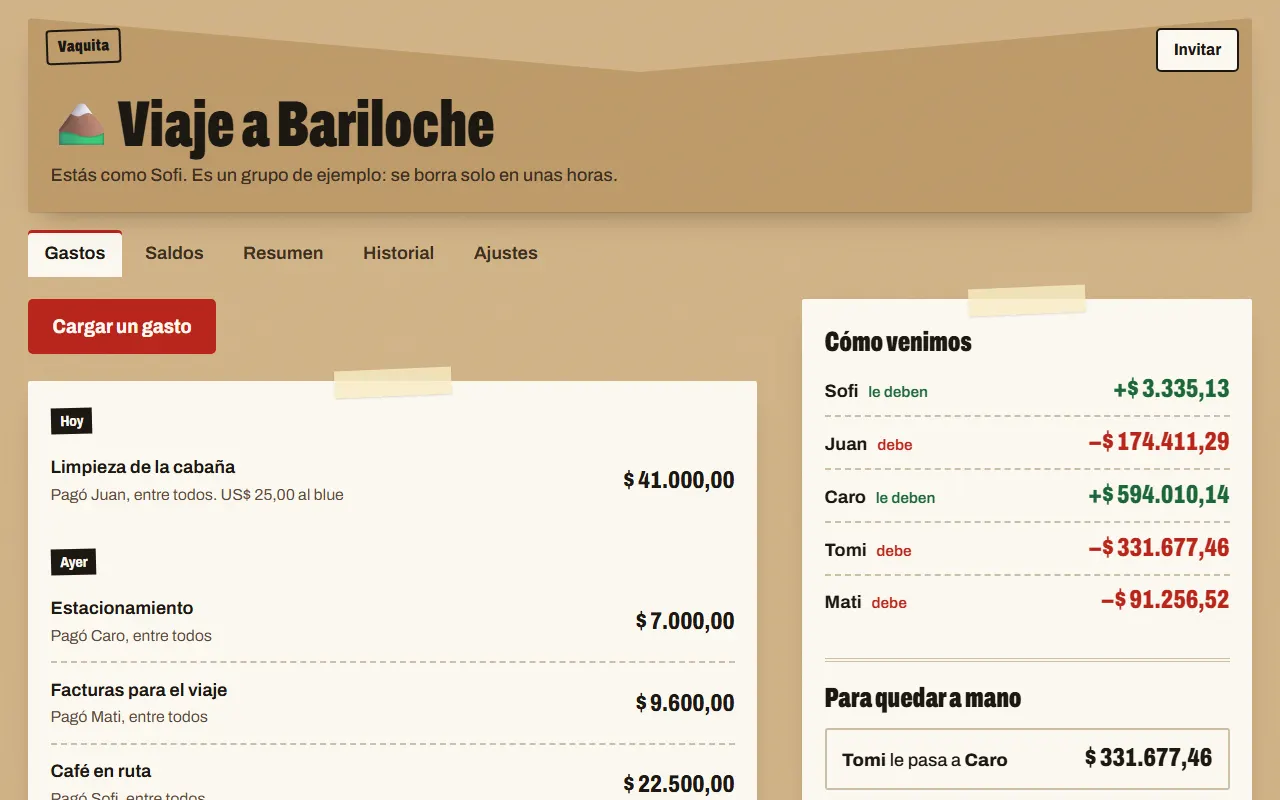 Vaquita
Invitar
Viaje a Bariloche
Estás como Sofi. Es un grupo de ejemplo: se borra solo en unas horas.
Gastos Saldos Resumen Historial Ajustes
Cargar un gasto
Hoy
Limpieza de la cabaña
Pagó Juan, entre todos. US$ 25,00 al blue
$ 41.000,00
Ayer
Estacionamiento
Pagó Caro, entre todos
$ 7.000,00
Facturas para el viaje
Pagó Mati, entre todos
$ 9.600,00
Café en ruta
Pagó Sofi, entre todos
$ 22.500,00
Cómo venimos
Sofi le deben +$ 3.335,13
Juan debe −$ 174.411,29
Caro le deben +$ 594.010,14
Tomi debe −$ 331.677,46
Mati debe −$ 91.256,52
Para quedar a mano
Tomi le pasa a Caro $ 331.677,46